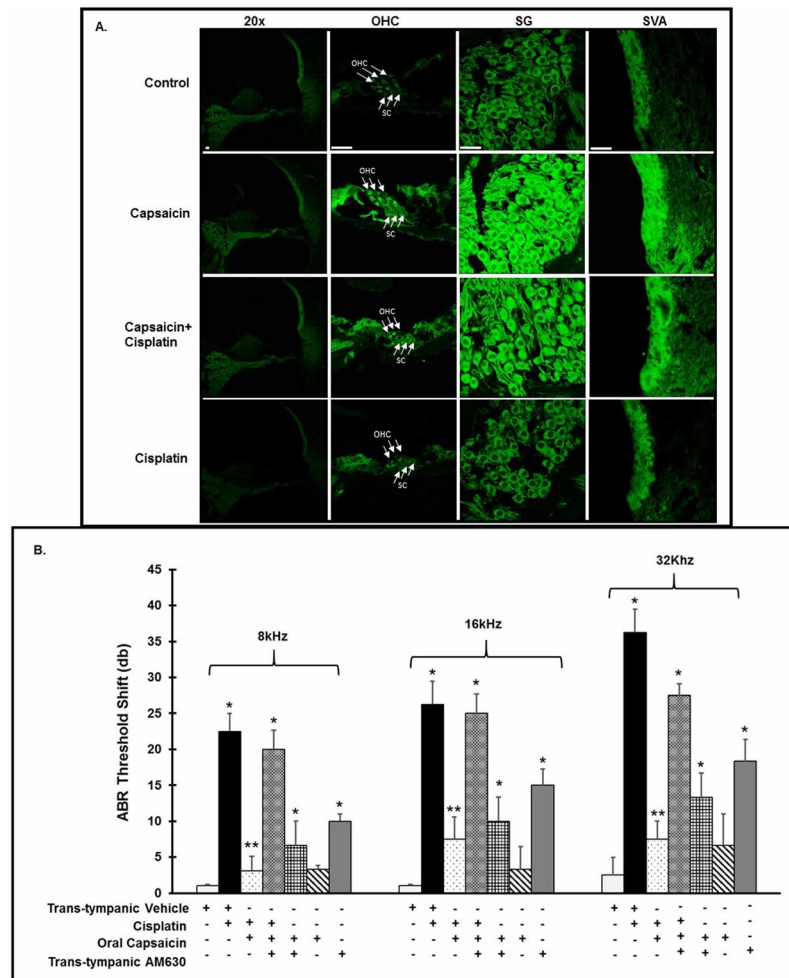 A.
20x OHC SG SVA
Control
OHC
SC
Capsaicin
OHC
SC
Capsaicin+
Cisplatin
OHC
SC
Cisplatin
OHC
SC
B.
ABR Threshold Shift (db)
45
40
35
30
25
20
15
10
5
0
8kHz
16kHz
32Khz
* ** * * *
* ** * * *
* ** * * *
Trans-tympanic Vehicle + + - - - - - + + - - - - - + + - - - - -
Cisplatin - + + + - - - - + + + - - - - + + + - - -
Oral Capsaicin - - + + + + - - - + + + + - - - + + + + -
Trans-tympanic AM630 - - - + + - + - - - + + - + - - - + + - +